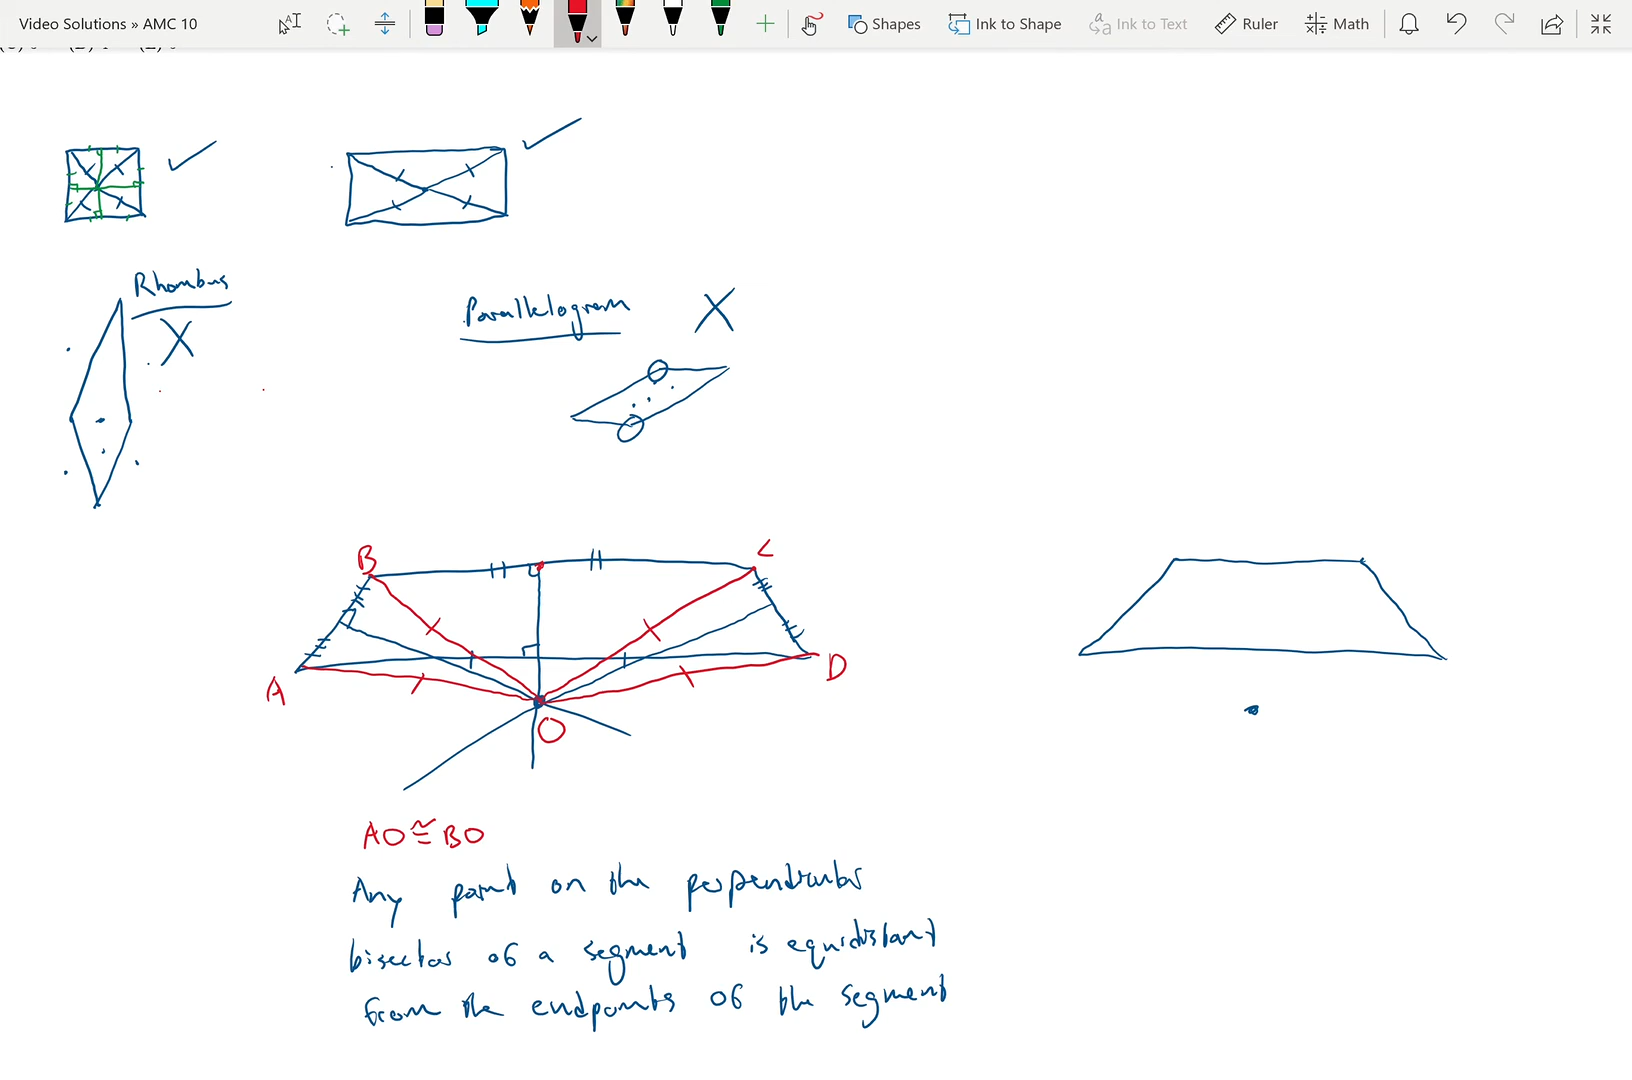 Video Solutions » AMC 10
Shapes
Ink to Shape
Ink to Text
Ruler
Math
Rhombus
Parallelogram
B
C
A
D
O
AO≅BO
Any point on the perpendicular
bisector of a segment is equidistant
from the endpoints of the segment